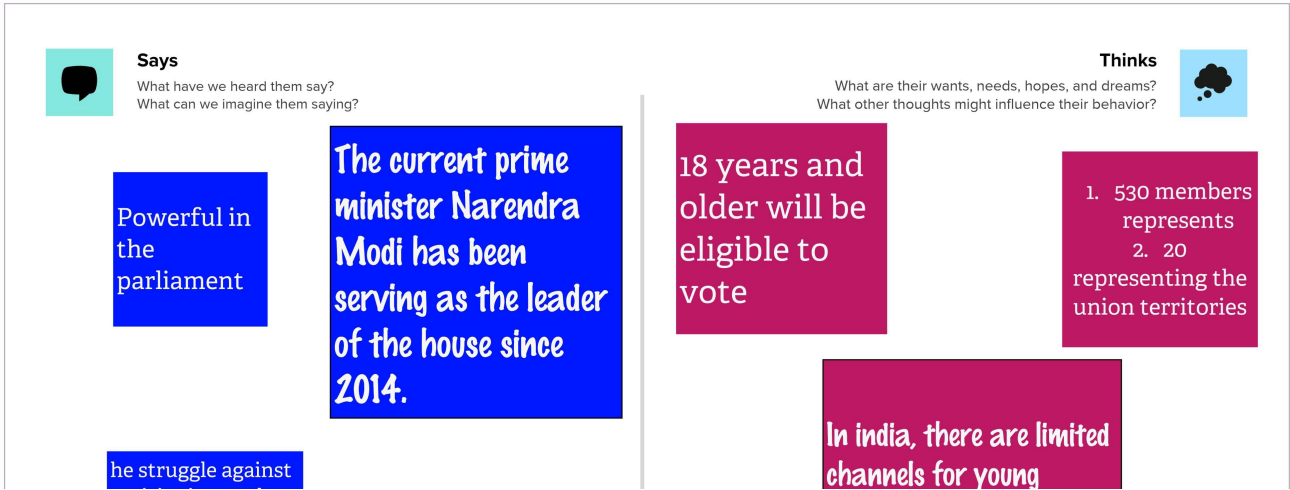 Says
What have we heard them say?
What can we imagine them saying?
Thinks
What are their wants, needs, hopes, and dreams?
What other thoughts might influence their behavior?
Powerful in
the
parliament
The current prime
minister Narendra
Modi has been
serving as the leader
of the house since
2014.
he struggle against
18 years and
older will be
eligible to
vote
1. 530 members
represents
2. 20
representing the
union territories
In india, there are limited
channels for young